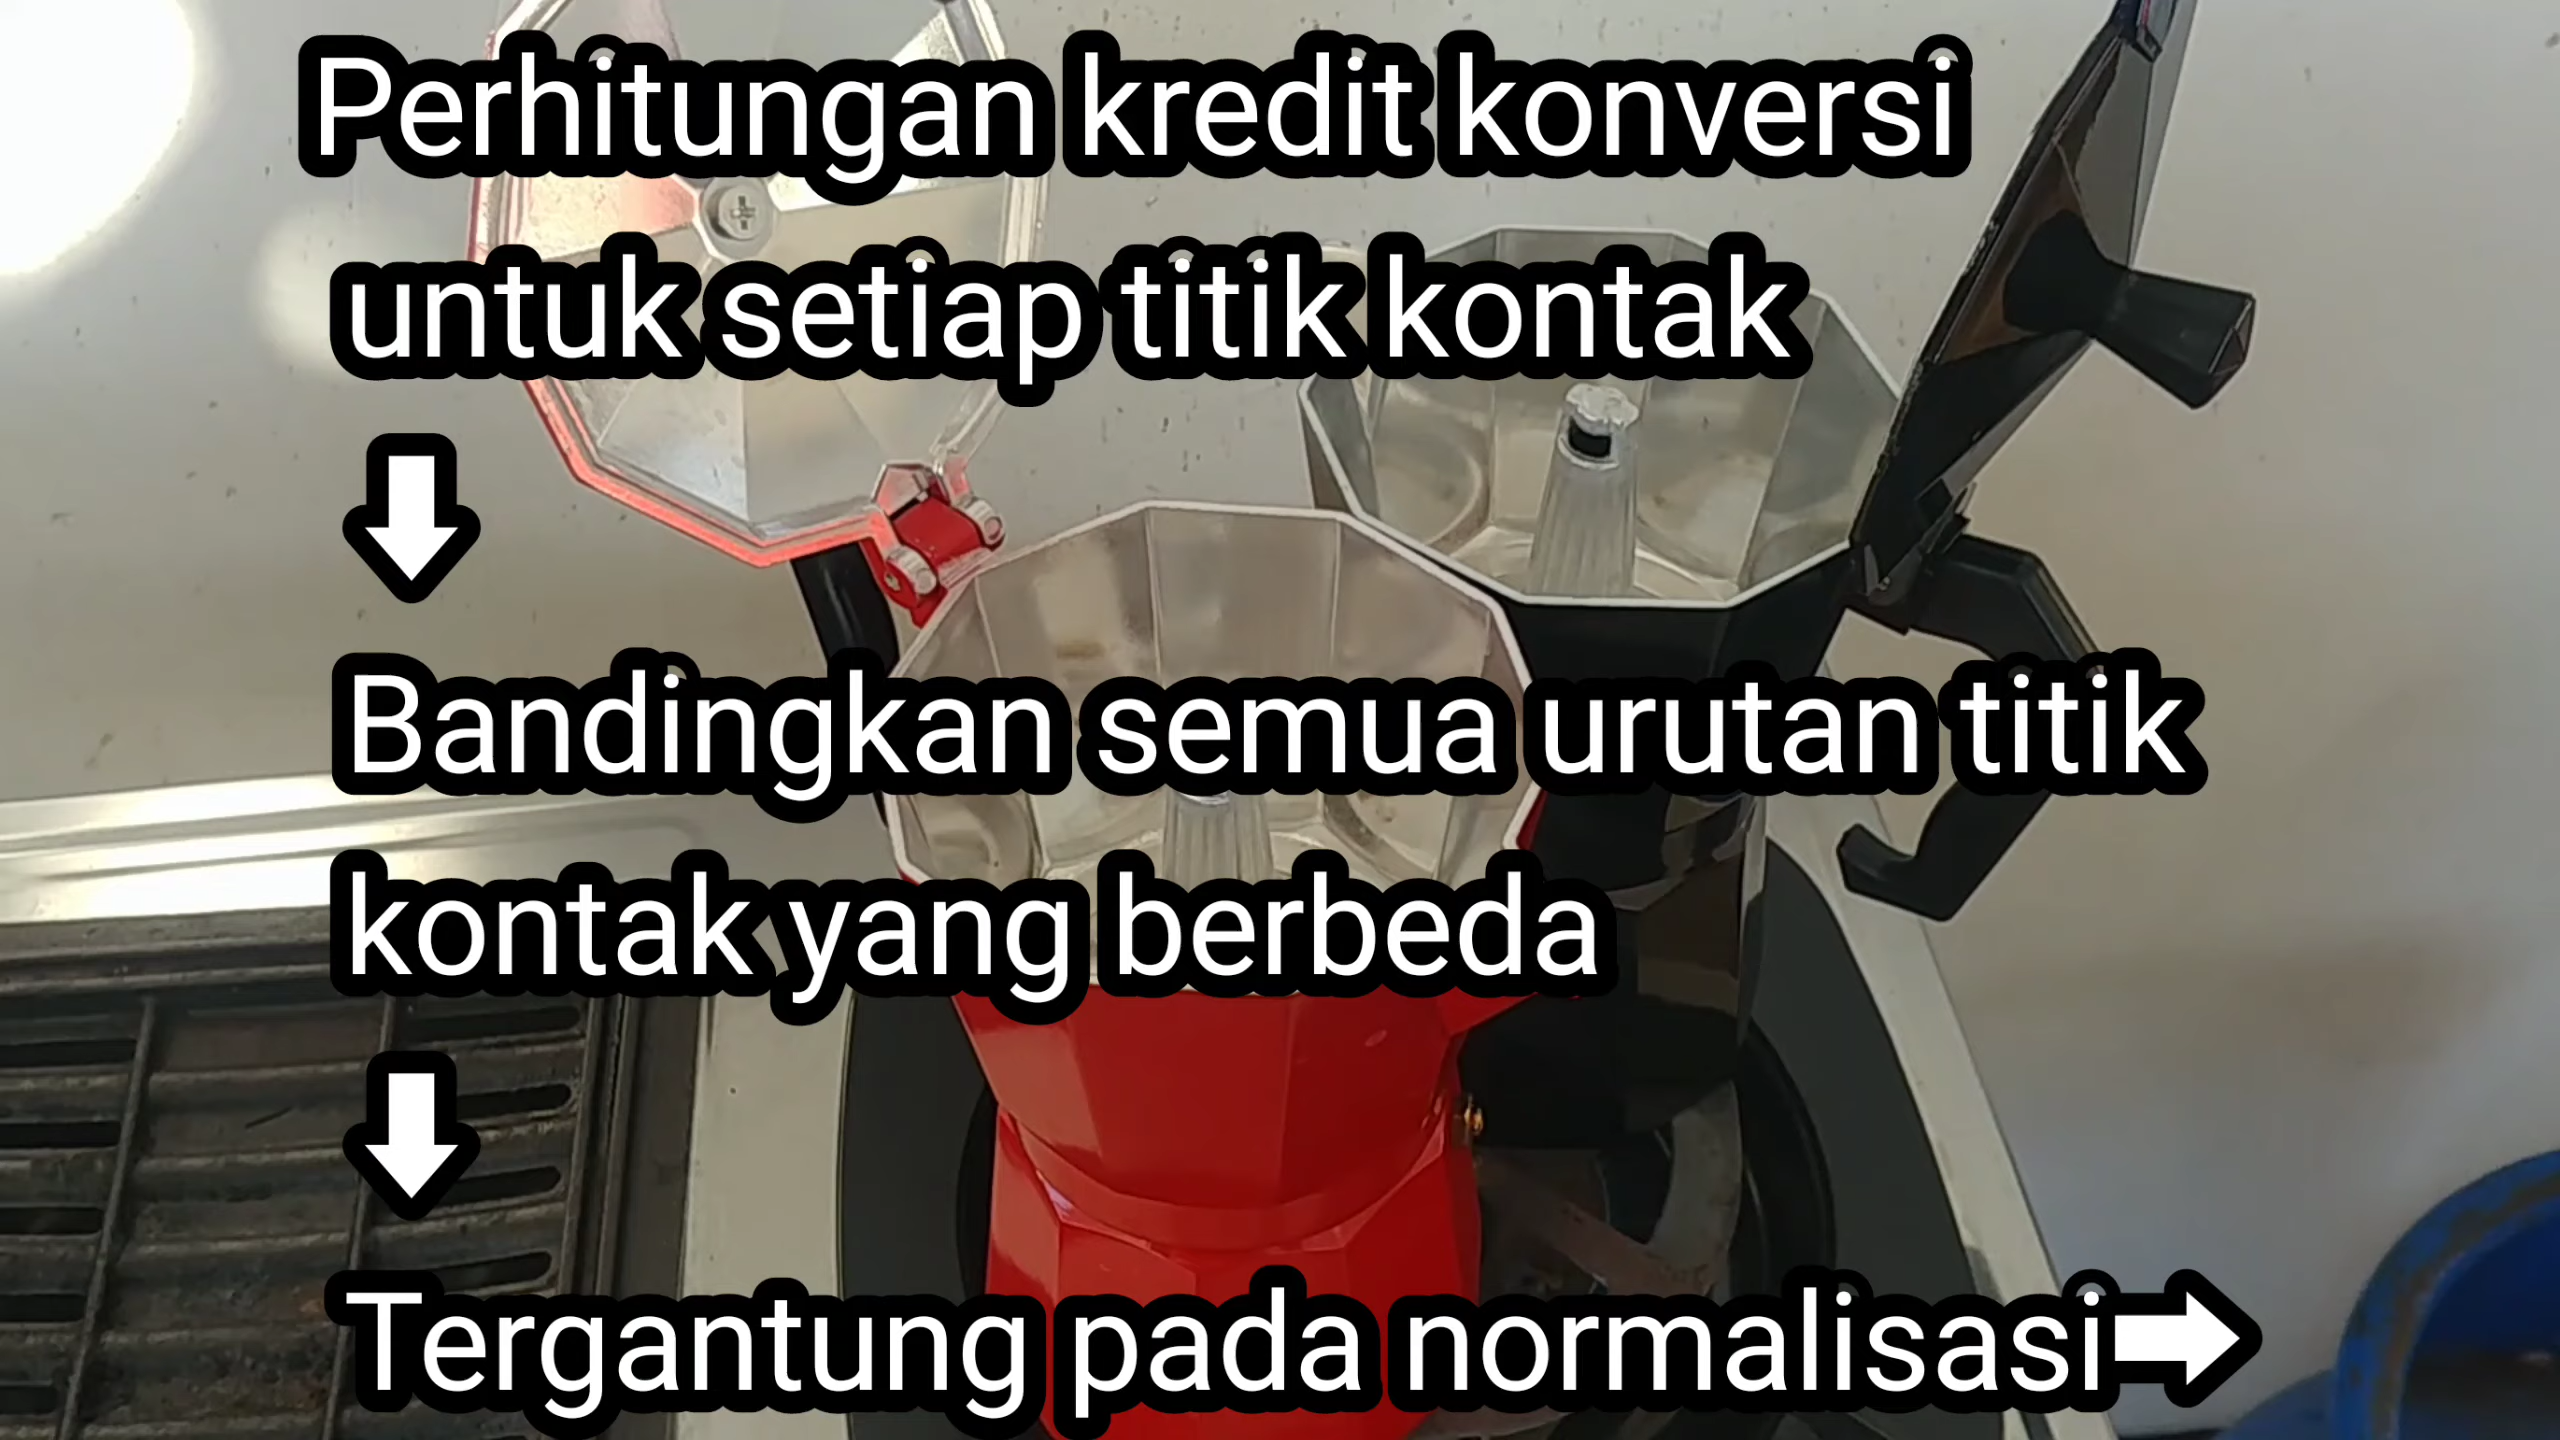 Perhitungan kredit konversi
untuk setiap titik kontak
⬇
Bandingkan semua urutan titik
kontak yang berbeda
⬇
Tergantung pada normalisasi➡